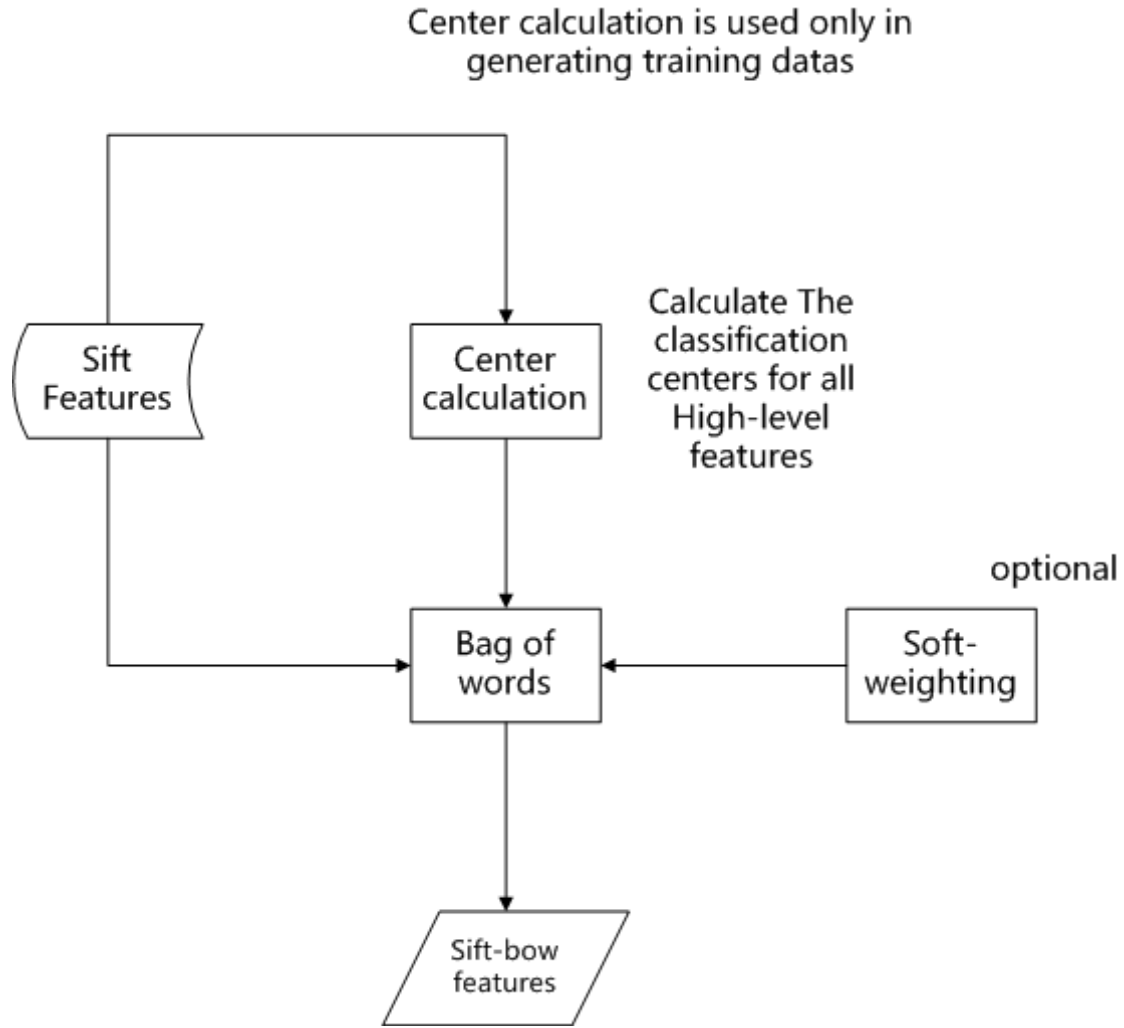 Center calculation is used only in
generating training datas
Sift
Features
Center
calculation
Calculate The
classification
centers for all
High-level
features
optional
Bag of
words
Soft-
weighting
Sift-bow
features